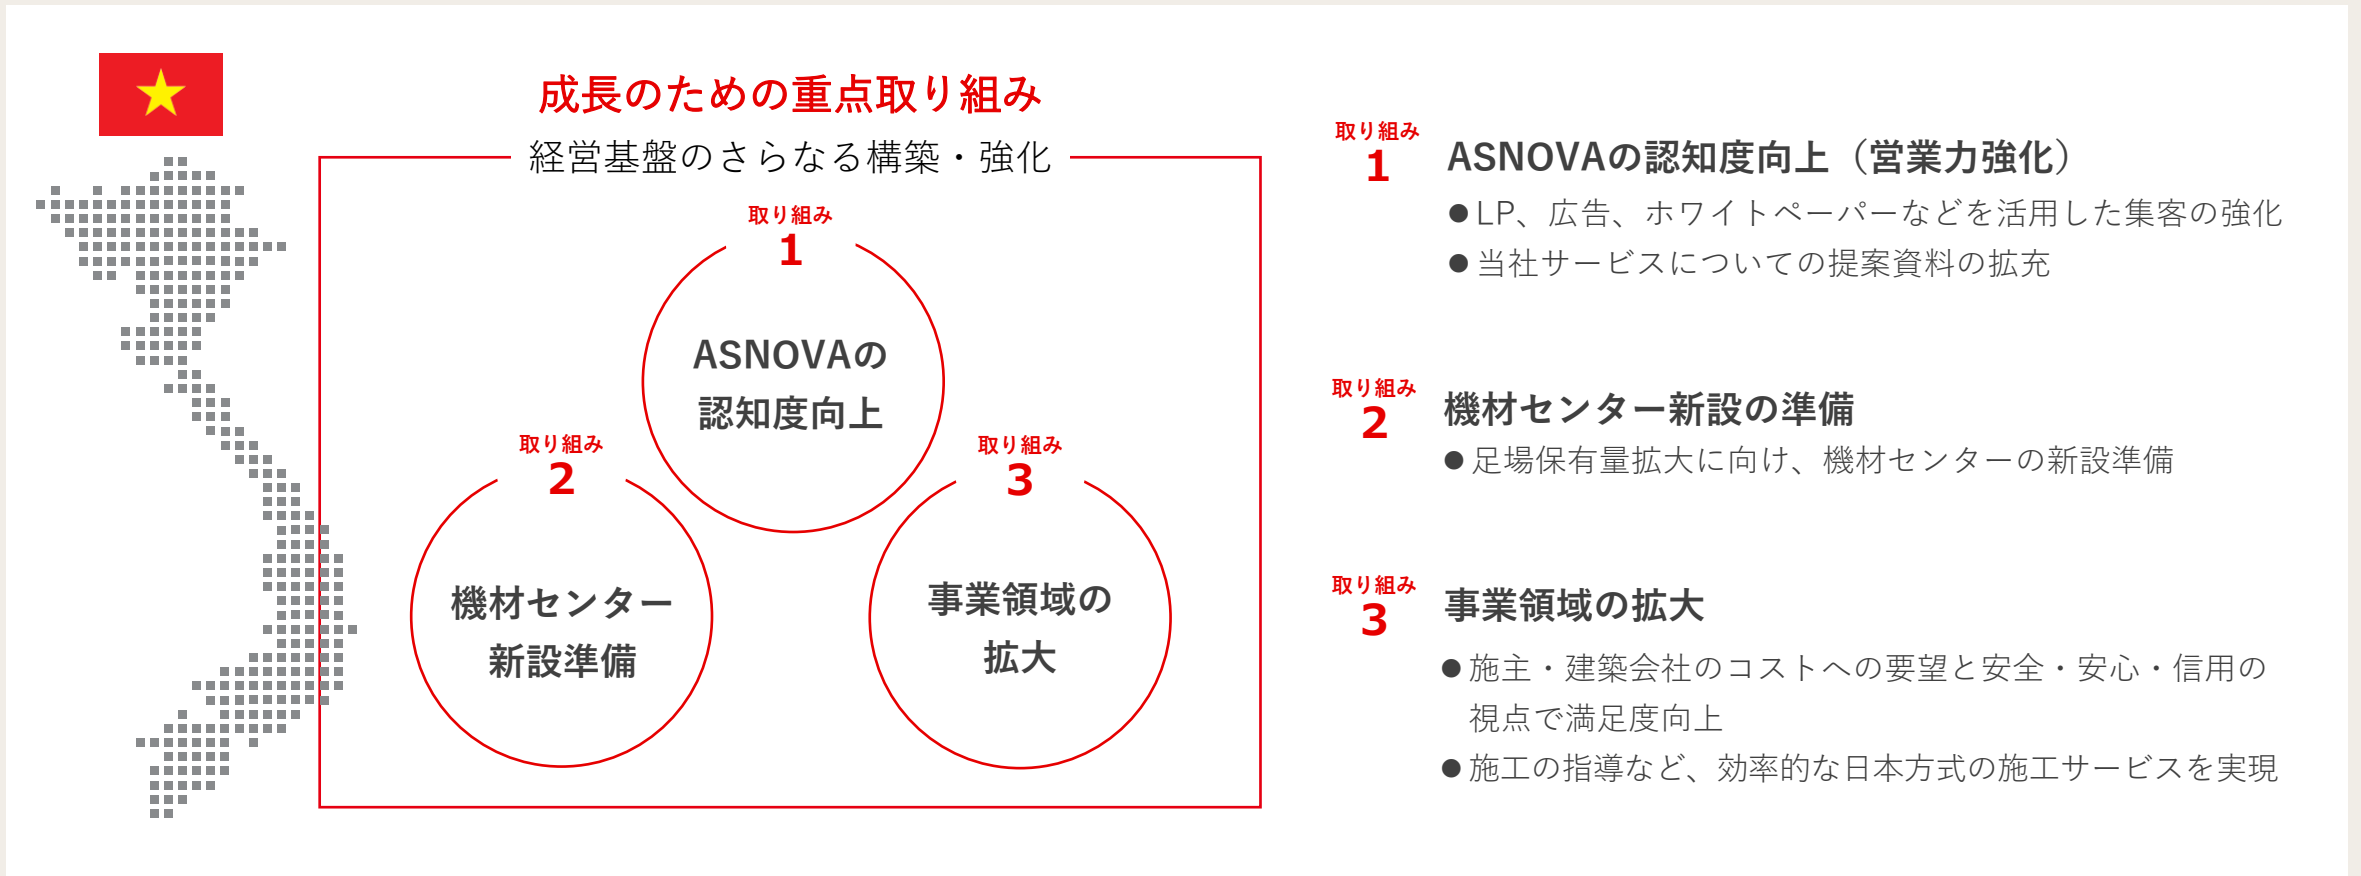 成長のための重点取り組み
経営基盤のさらなる構築・強化
取り組み
1
ASNOVAの
認知度向上
取り組み
2
機材センター
新設準備
取り組み
3
事業領域の
拡大
取り組み
1
ASNOVAの認知度向上（営業力強化）
●LP、広告、ホワイトペーパーなどを活用した集客の強化
●当社サービスについての提案資料の拡充
取り組み
2
機材センター新設の準備
●足場保有量拡大に向け、機材センターの新設準備
取り組み
3
事業領域の拡大
●施主・建築会社のコストへの要望と安全・安心・信用の
視点で満足度向上
●施工の指導など、効率的な日本方式の施工サービスを実現